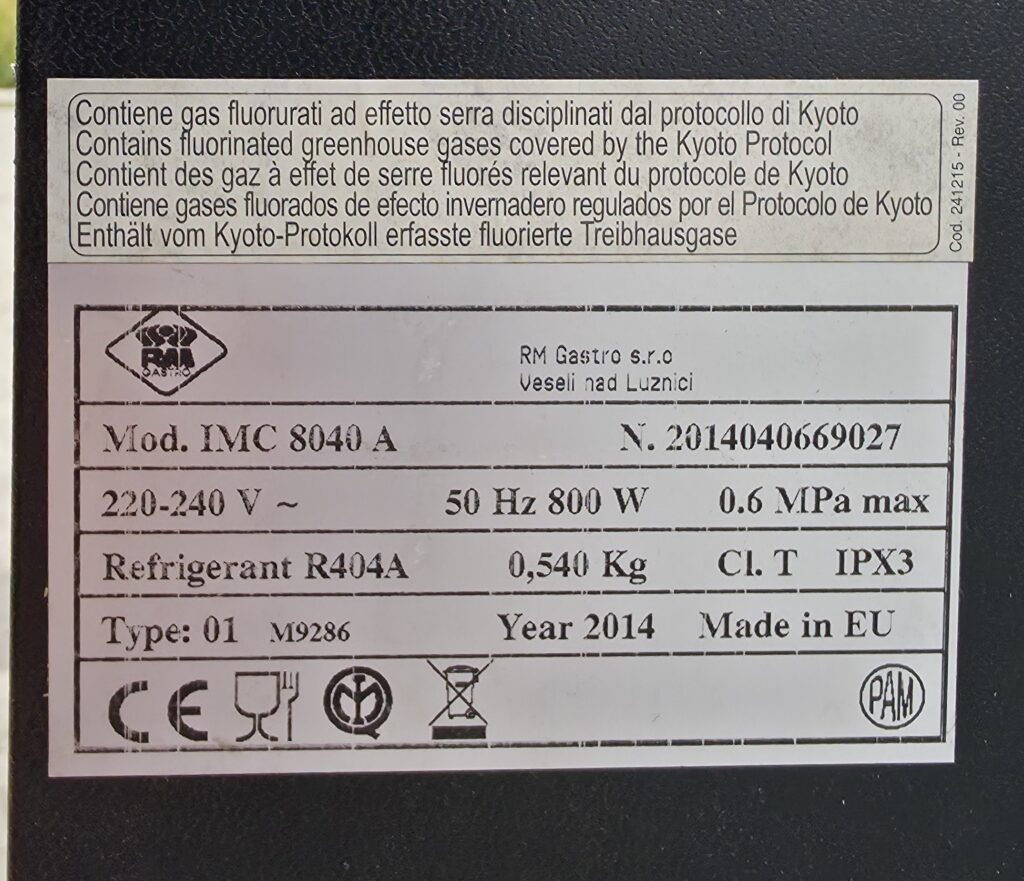 Contiene gas fluorurati ad effetto serra disciplinati dal protocollo di Kyoto
Contains fluorinated greenhouse gases covered by the Kyoto Protocol
Contient des gaz à effet de serre fluorés relevant du protocole de Kyoto
Contiene gases fluorados de efecto invernadero regulados por el Protocolo de Kyoto
Enthält vom Kyoto-Protokoll erfasste fluorierte Treibhausgase
Cod. 241215 - Rev. 00
RM
GASTRO
RM Gastro s.r.o
Veseli nad Luznici
Mod. IMC 8040 A N. 2014040669027
220-240 V ~ 50 Hz 800 W 0.6 MPa max
Refrigerant R404A 0,540 Kg Cl. T IPX3
Type: 01 M9286 Year 2014 Made in EU
CE PAM